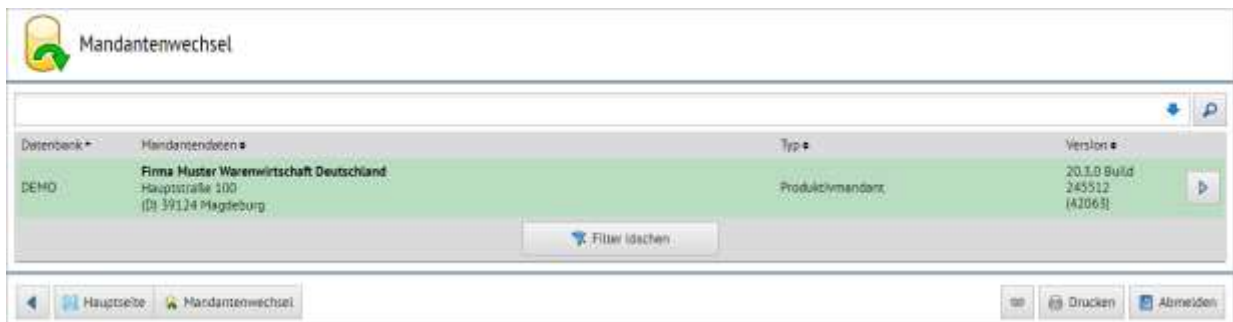 Mandantenwechsel
Datenbank Mandantendaten Typ Version
DEMO
Firma Muster Warenwirtschaft Deutschland
Hauptstraße 100
(D) 39124 Magdeburg
Produktivmandant
20.3.0 Build
245512
(42063)
Filter löschen
Hauptseite Mandantenwechsel Drucken Abmelden